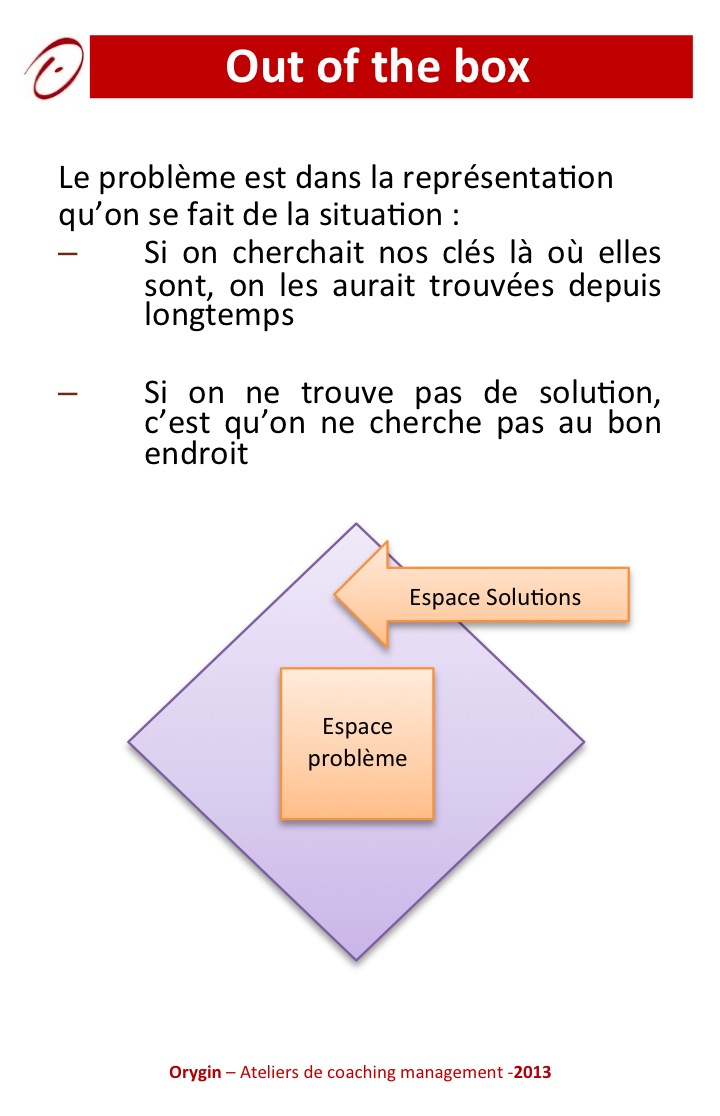 Out of the box
Le problème est dans la représentation
qu’on se fait de la situation :
– Si on cherchait nos clés là où elles
sont, on les aurait trouvées depuis
longtemps
– Si on ne trouve pas de solution,
c’est qu’on ne cherche pas au bon
endroit
Espace Solutions
Espace
problème
Orygin – Ateliers de coaching management -2013